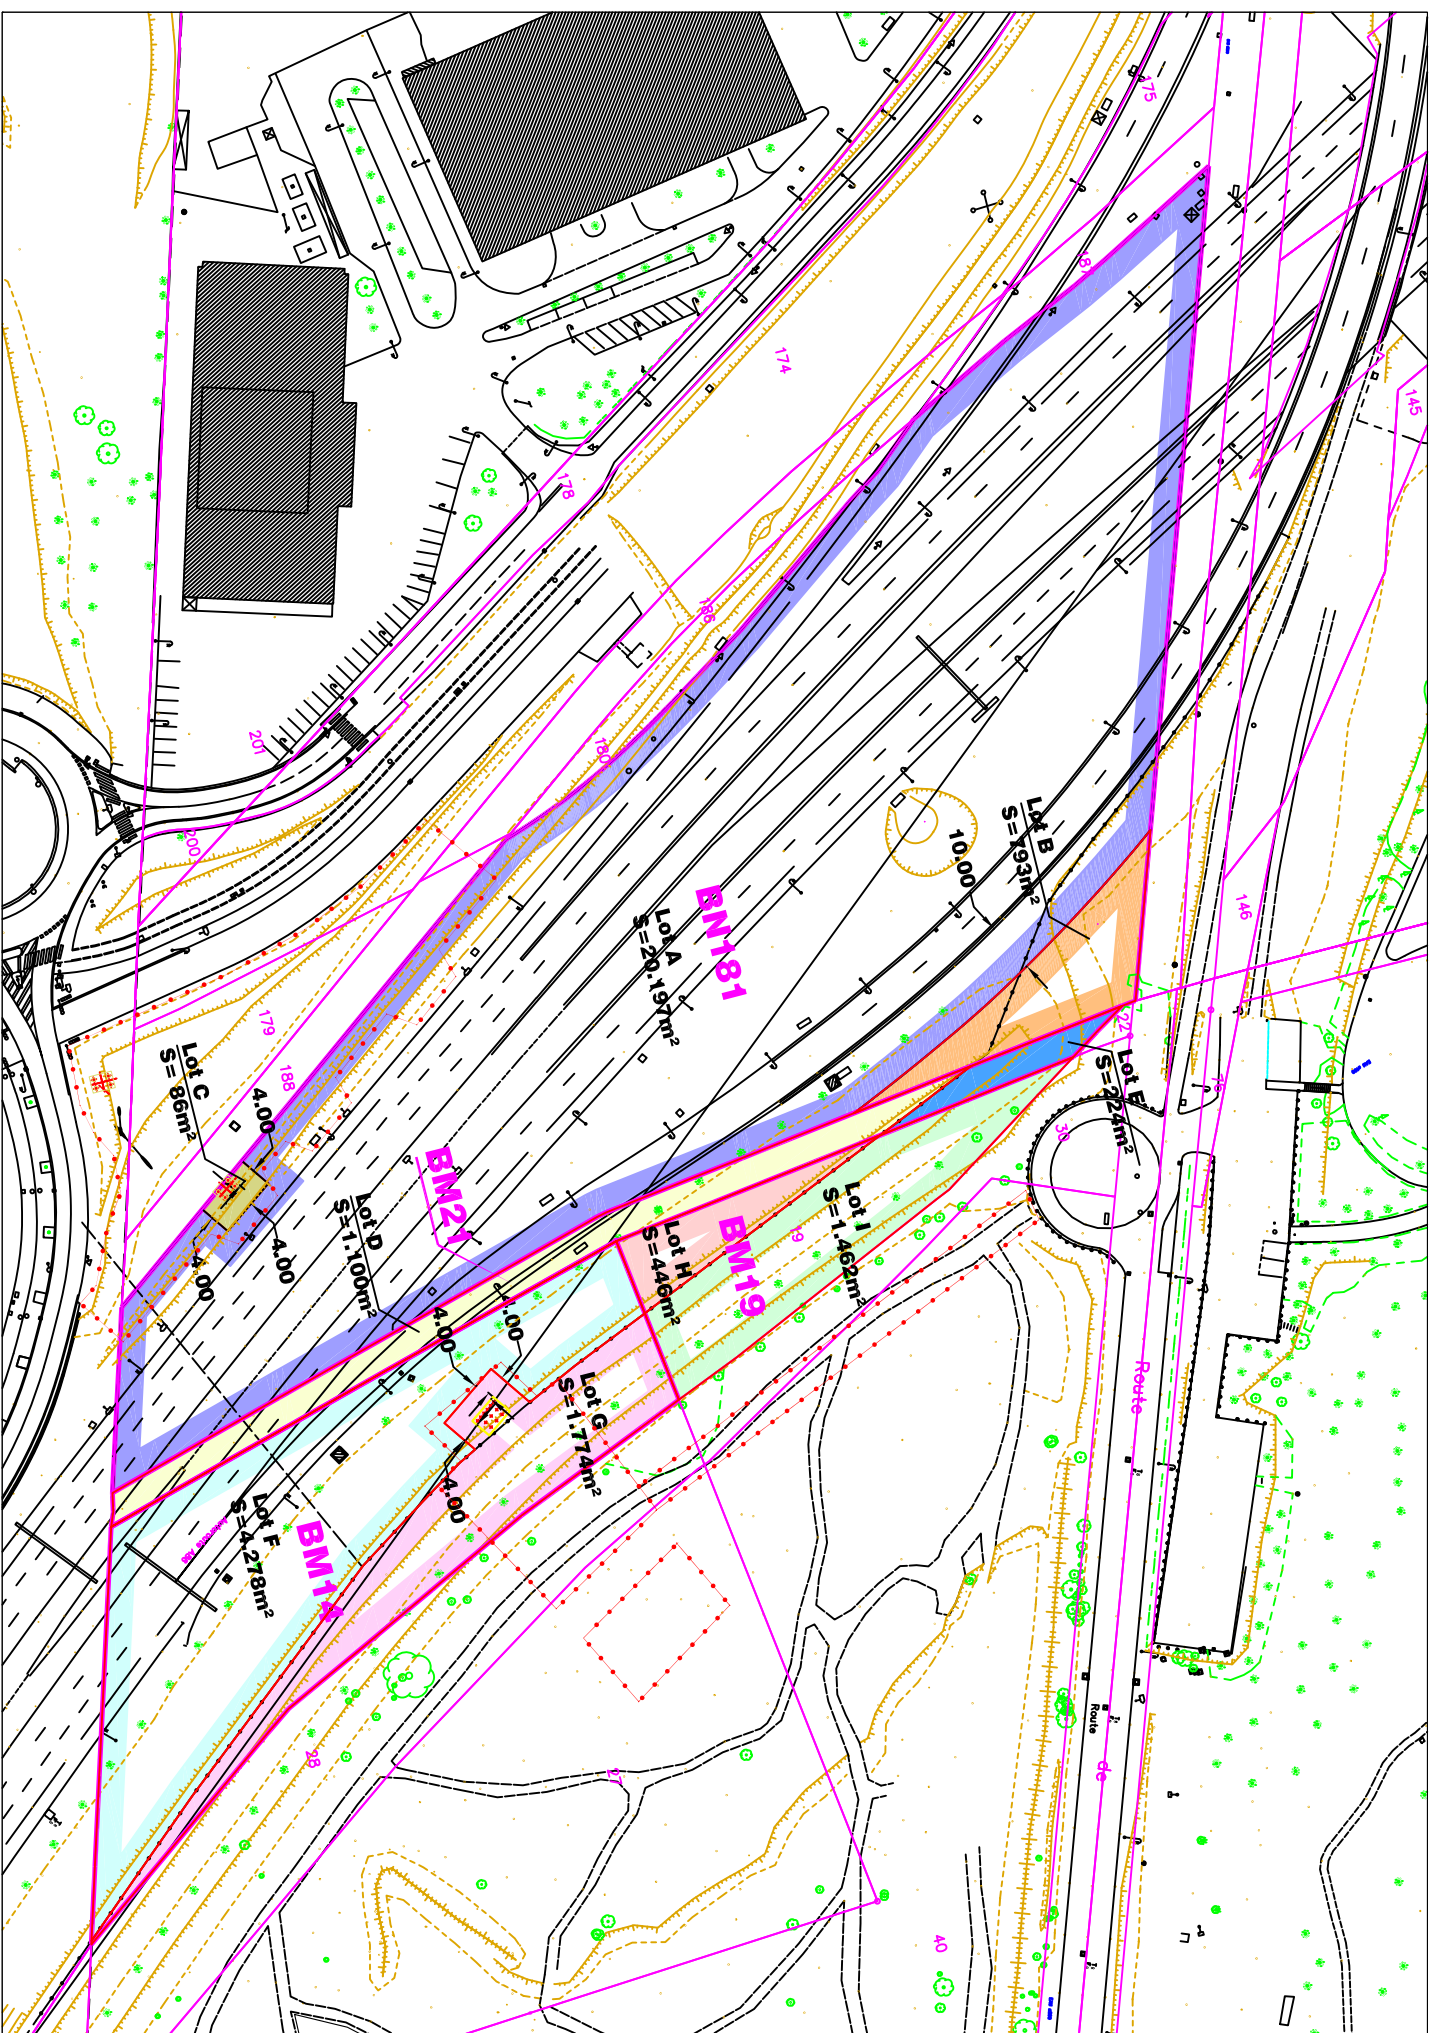 175
187
145
174
178
186
180
201
200
146
Lot B
S=793m²
10.00
BN181
Lot A
S=20.197m²
179
188
Lot C
S= 86m²
4.00
4.00
4.00
22
Lot E
S=224m²
30
BM21
Lot D
S=1.100m²
BM19
19
Lot I
S=1.462m²
Lot H
S=446m²
4.00
4.00
4.00
Lot G
S=1.774m²
Route
Lot F
S=4.278m²
BM14
28
27
Route
de
40